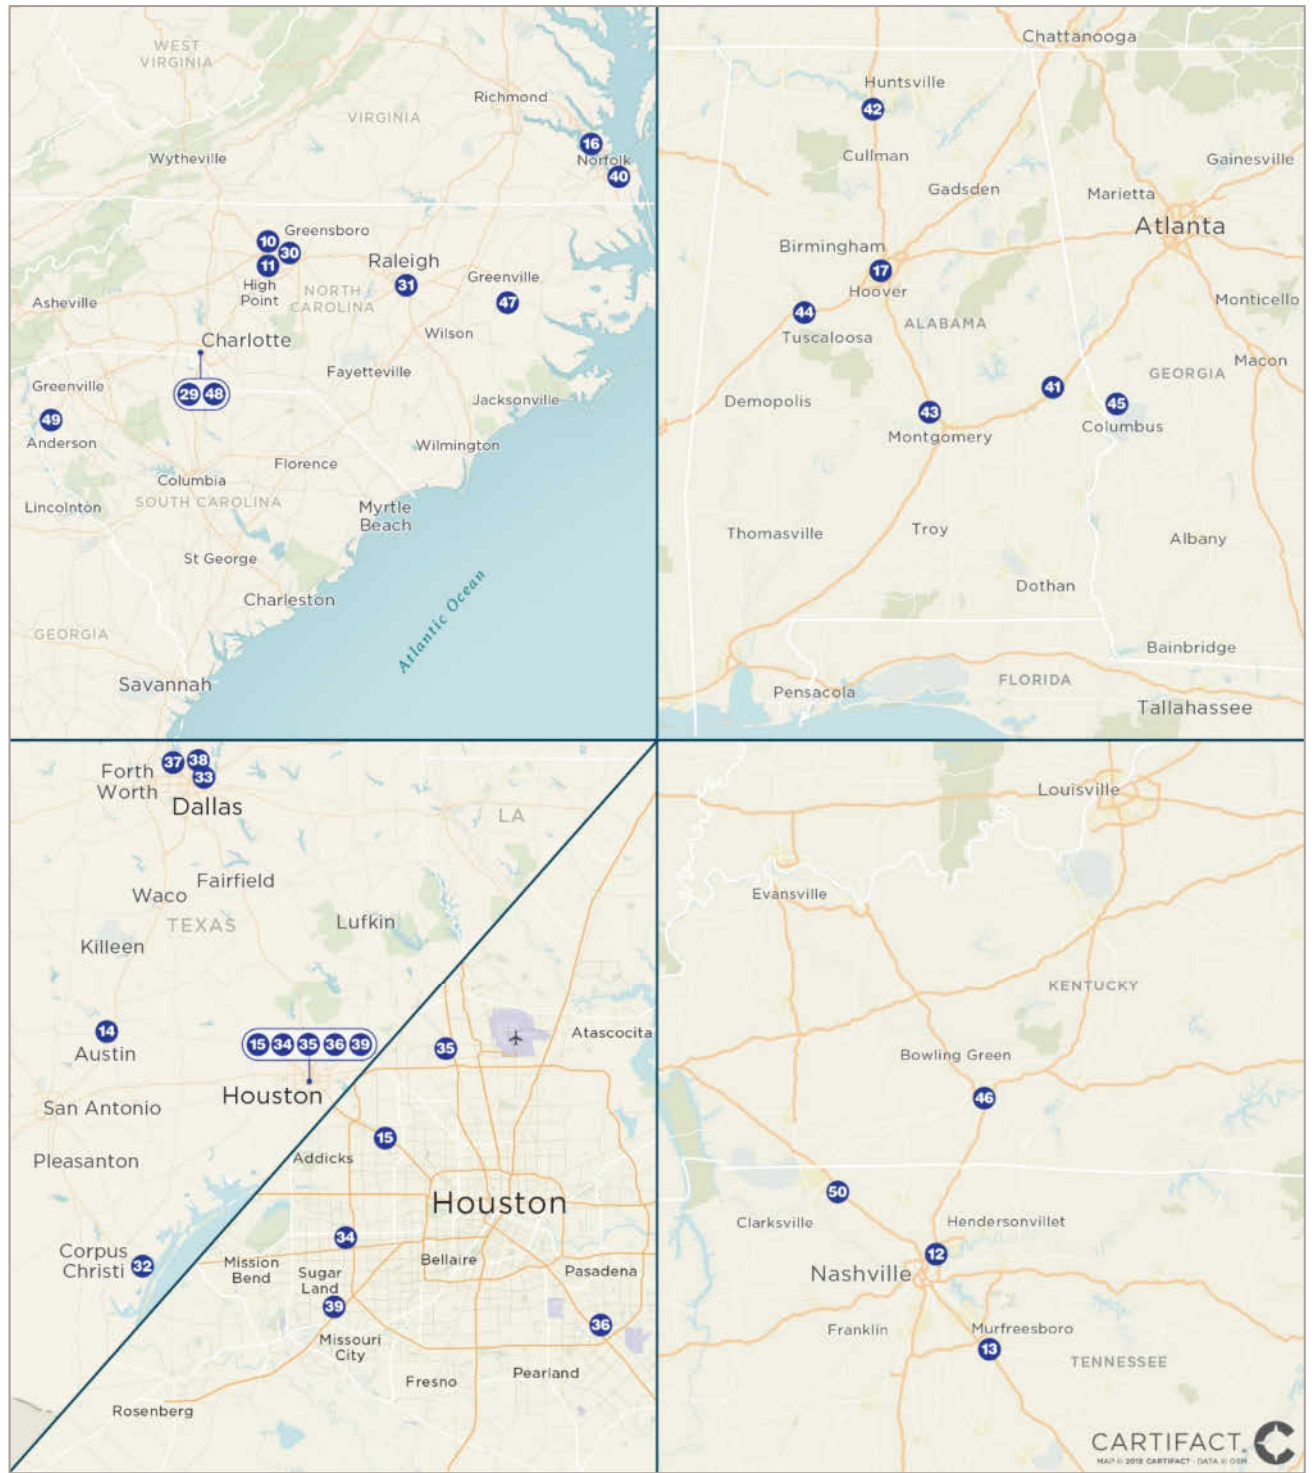 WEST
VIRGINIA
Richmond
VIRGINIA
16
Wytheville
Norfolk
40
10
Greensboro
30
11
Raleigh
High
Point
NORTH
CAROLINA
31
Greenville
47
Asheville
Charlotte
Wilson
29 48
Fayetteville
Greenville
49
Jacksonville
Anderson
Wilmington
Florence
Columbia
SOUTH CAROLINA
Lincolnton
Myrtle
Beach
St George
Charleston
Atlantic Ocean
GEORGIA
Savannah
Chattanooga
Huntsville
42
Cullman
Gainesville
Gadsden
Marietta
Atlanta
Birmingham
17
Hoover
Monticello
44
ALABAMA
Tuscaloosa
Macon
GEORGIA
41
Demopolis
43
45
Montgomery
Columbus
Thomasville
Troy
Albany
Dothan
Bainbridge
FLORIDA
Pensacola
Tallahassee
37 38
33
Forth
Worth
Dallas
LA
Fairfield
Waco
TEXAS
Lufkin
Killeen
14
Austin
15 34 35 36 39
Houston
San Antonio
Pleasanton
Corpus
Christi
32
35
Atascocita
15
Addicks
Houston
34
Mission
Bend
Bellaire
Sugar
Land
Pasadena
39
36
Missouri
City
Pearland
Fresno
Rosenberg
Louisville
Evansville
KENTUCKY
Bowling Green
46
50
Clarksville
Hendersonvillet
12
Nashville
Franklin
Murfreesboro
13
TENNESSEE
CARTIFACT.
MAP © 2018 CARTIFACT · DATA © OSM